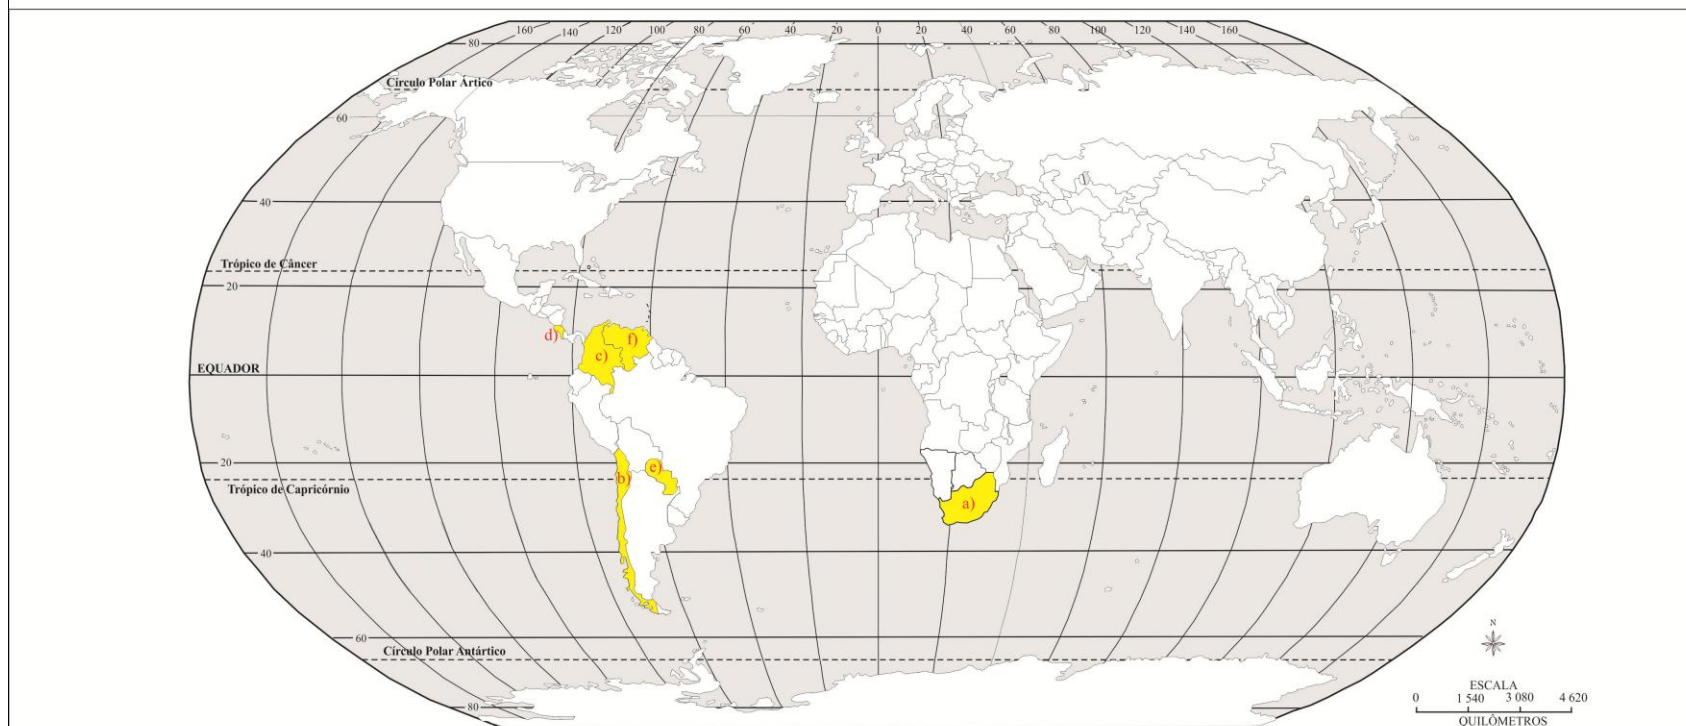 160 140 120 100 80 60 40 20 0 20 40 60 80 100 120 140 160
80
Círculo Polar Ártico
60
40
Trópico de Câncer
20
d)
f)
c)
EQUADOR
20
e)
b)
Trópico de Capricórnio
a)
40
N
60
Círculo Polar Antártico
ESCALA
0 1 540 3 080 4 620
80
QUILÔMETROS